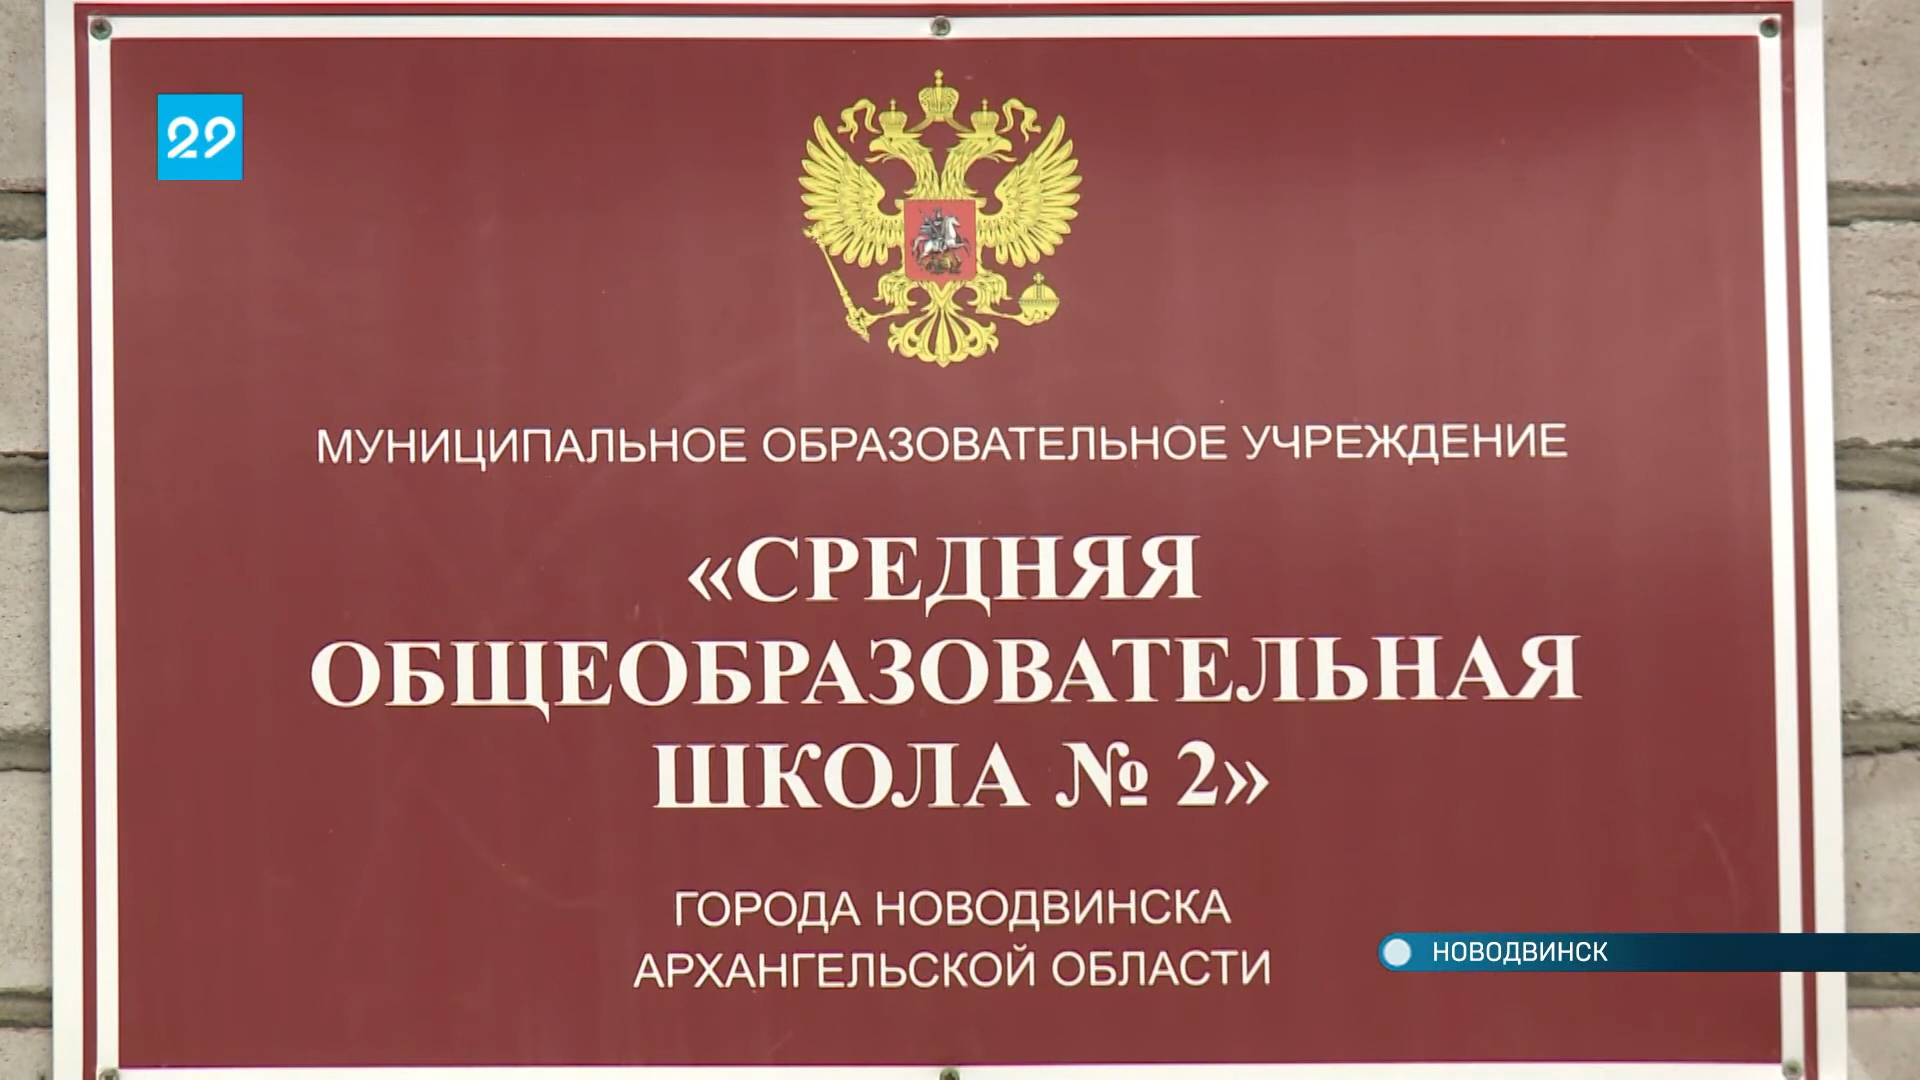 29
МУНИЦИПАЛЬНОЕ ОБРАЗОВАТЕЛЬНОЕ УЧРЕЖДЕНИЕ
«СРЕДНЯЯ
ОБЩЕОБРАЗОВАТЕЛЬНАЯ
ШКОЛА № 2»
ГОРОДА НОВОДВИНСКА
АРХАНГЕЛЬСКОЙ ОБЛАСТИ
НОВОДВИНСК